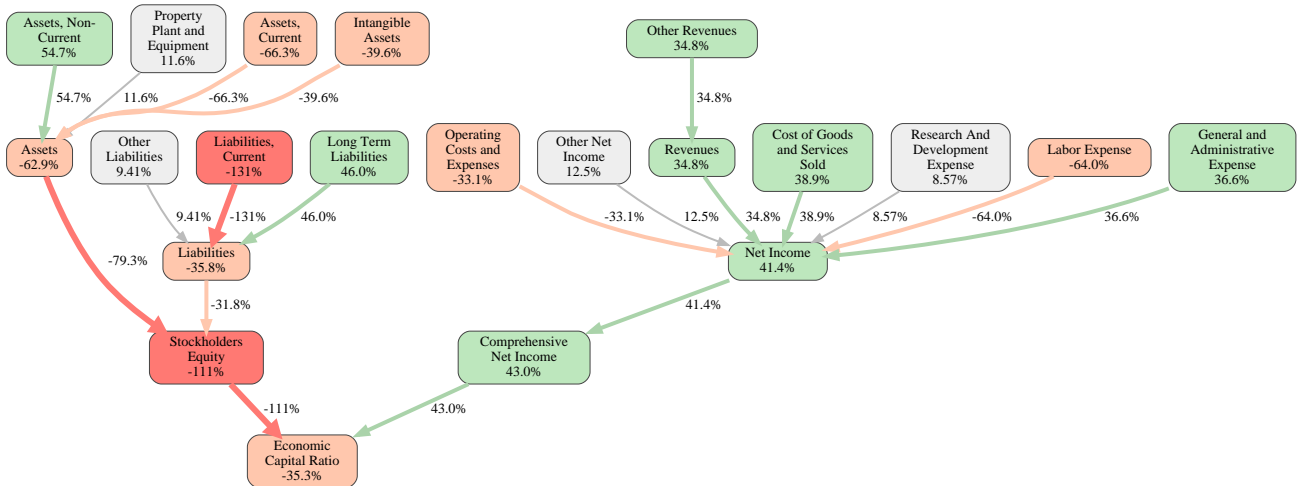 Assets, Non-
Current
54.7%
Property
Plant and
Equipment
11.6%
Assets,
Current
-66.3%
Intangible
Assets
-39.6%
Other Revenues
34.8%
54.7%
11.6%
-66.3%
-39.6%
34.8%
Assets
-62.9%
Other
Liabilities
9.41%
Liabilities,
Current
-131%
Long Term
Liabilities
46.0%
Operating
Costs and
Expenses
-33.1%
Other Net
Income
12.5%
Revenues
34.8%
Cost of Goods
and Services
Sold
38.9%
Research And
Development
Expense
8.57%
Labor Expense
-64.0%
General and
Administrative
Expense
36.6%
9.41%
-131%
46.0%
-33.1%
12.5%
34.8%
38.9%
8.57%
-64.0%
36.6%
-79.3%
Liabilities
-35.8%
Net Income
41.4%
-31.8%
41.4%
Stockholders
Equity
-111%
Comprehensive
Net Income
43.0%
-111%
43.0%
Economic
Capital Ratio
-35.3%